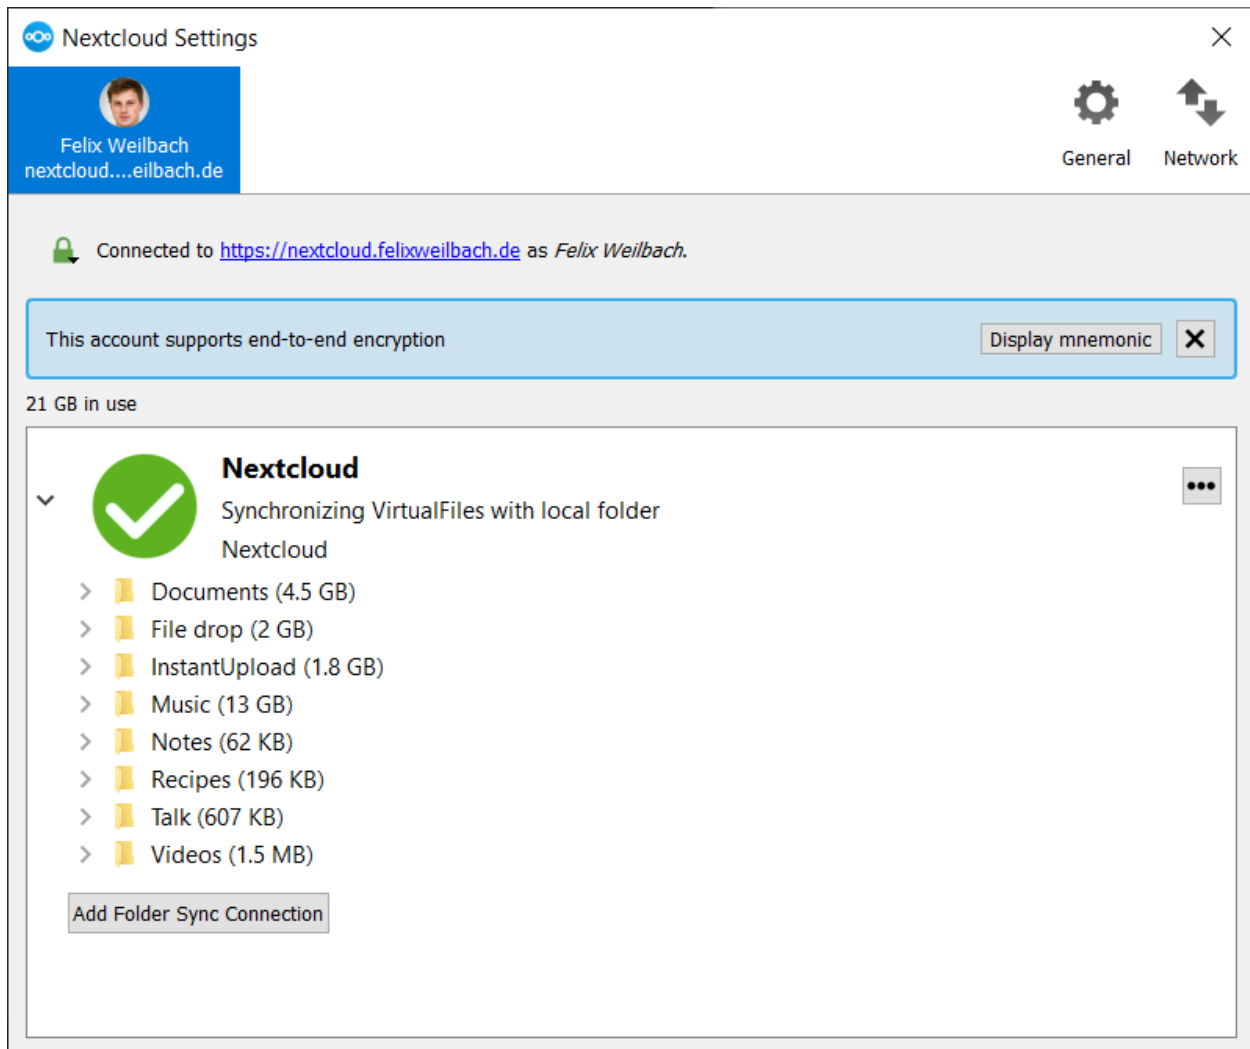 Nextcloud Settings
Felix Weilbach
nextcloud....eilbach.de
General
Network
Connected to https://nextcloud.felixweilbach.de as Felix Weilbach.
This account supports end-to-end encryption
Display mnemonic
21 GB in use
Nextcloud
Synchronizing VirtualFiles with local folder
Nextcloud
Documents (4.5 GB)
File drop (2 GB)
InstantUpload (1.8 GB)
Music (13 GB)
Notes (62 KB)
Recipes (196 KB)
Talk (607 KB)
Videos (1.5 MB)
Add Folder Sync Connection